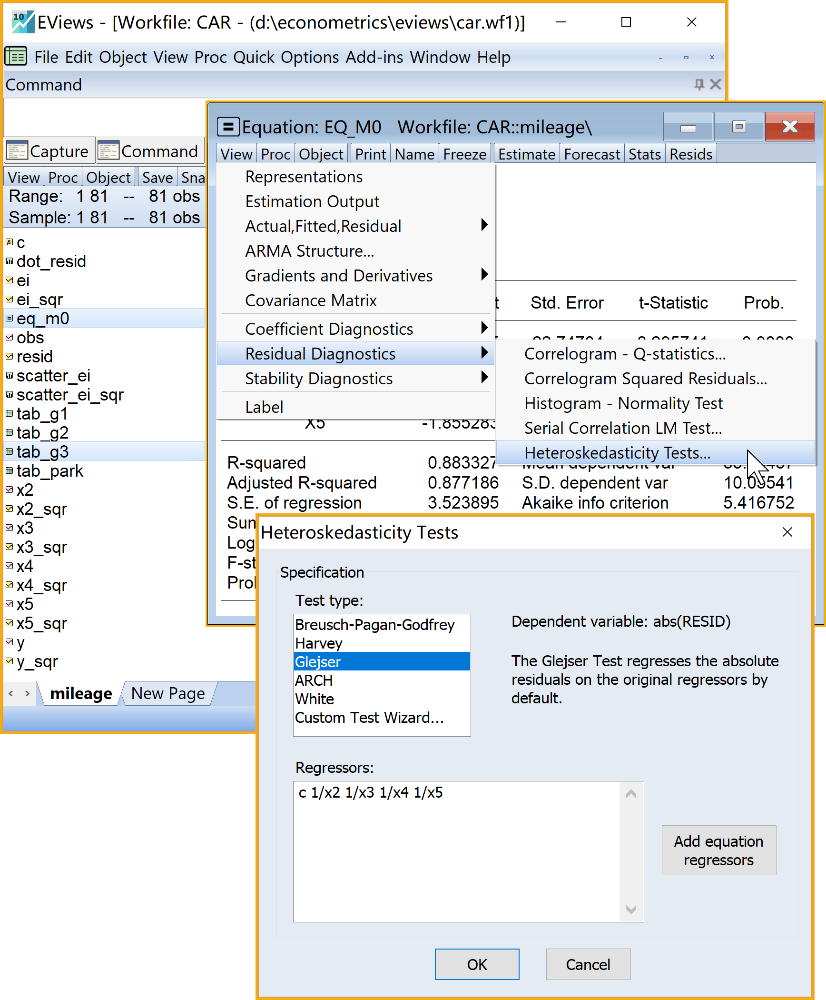 10 EViews - [Workfile: CAR - (d:\econometrics\eviews\car.wf1)]
File Edit Object View Proc Quick Options Add-ins Window Help
Command
Capture Command
View Proc Object Save Sna
Range: 1 81 -- 81 obs
Sample: 1 81 -- 81 obs
c
dot_resid
ei
ei_sqr
eq_m0
obs
resid
scatter_ei
scatter_ei_sqr
tab_g1
tab_g2
tab_g3
tab_park
x2
x2_sqr
x3
x3_sqr
x4
x4_sqr
x5
x5_sqr
y
y_sqr
mileage New Page
Equation: EQ_M0 Workfile: CAR::mileage\
View Proc Object Print Name Freeze Estimate Forecast Stats Resids
Representations
Estimation Output
Actual,Fitted,Residual
ARMA Structure...
Gradients and Derivatives
Covariance Matrix
Coefficient Diagnostics
Residual Diagnostics
Stability Diagnostics
Label
t Std. Error t-Statistic Prob.
Correlogram - Q-statistics...
Correlogram Squared Residuals...
Histogram - Normality Test
Serial Correlation LM Test...
Heteroskedasticity Tests...
X5 -1.855283
R-squared 0.883327 Mean dependent var
Adjusted R-squared 0.877186 S.D. dependent var 10.05541
S.E. of regression 3.523895 Akaike info criterion 5.416752
Sun
Log
F-st
Pro
Heteroskedasticity Tests
Specification
Test type:
Breusch-Pagan-Godfrey
Harvey
Glejser
ARCH
White
Custom Test Wizard...
Dependent variable: abs(RESID)
The Glejser Test regresses the absolute
residuals on the original regressors by
default.
Regressors:
c 1/x2 1/x3 1/x4 1/x5
Add equation
regressors
OK Cancel